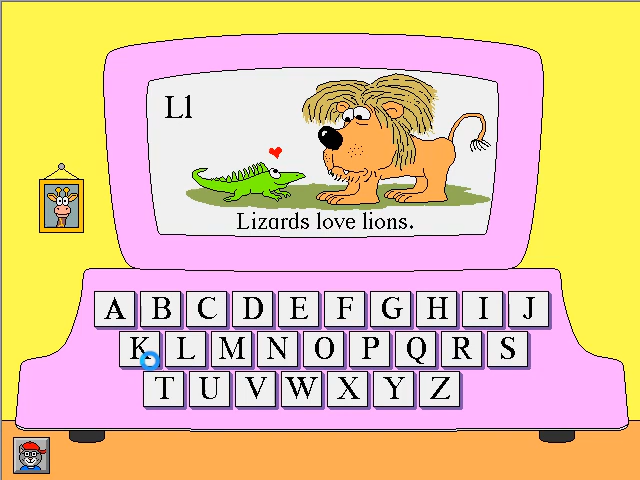 Ll
Lizards love lions.
A B C D E F G H I J
K L M N O P Q R S
T U V W X Y Z